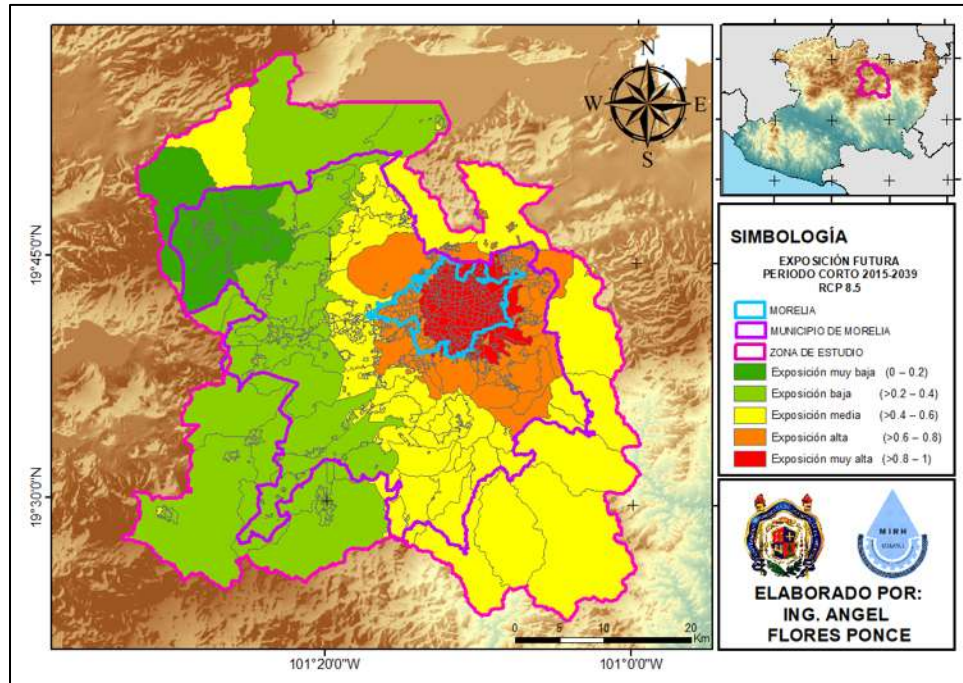 N
W E
S
19°45'0"N
19°30'0"N
101°20'0"W
101°0'0"W
0 5 10 20
Km
SIMBOLOGÍA
EXPOSICIÓN FUTURA
PERIODO CORTO 2015-2039
RCP 8.5
MORELIA
MUNICIPIO DE MORELIA
ZONA DE ESTUDIO
Exposición muy baja (0 – 0.2)
Exposición baja (>0.2 – 0.4)
Exposición media (>0.4 – 0.6)
Exposición alta (>0.6 – 0.8)
Exposición muy alta (>0.8 – 1)
MIRH
ELABORADO POR:
ING. ANGEL
FLORES PONCE